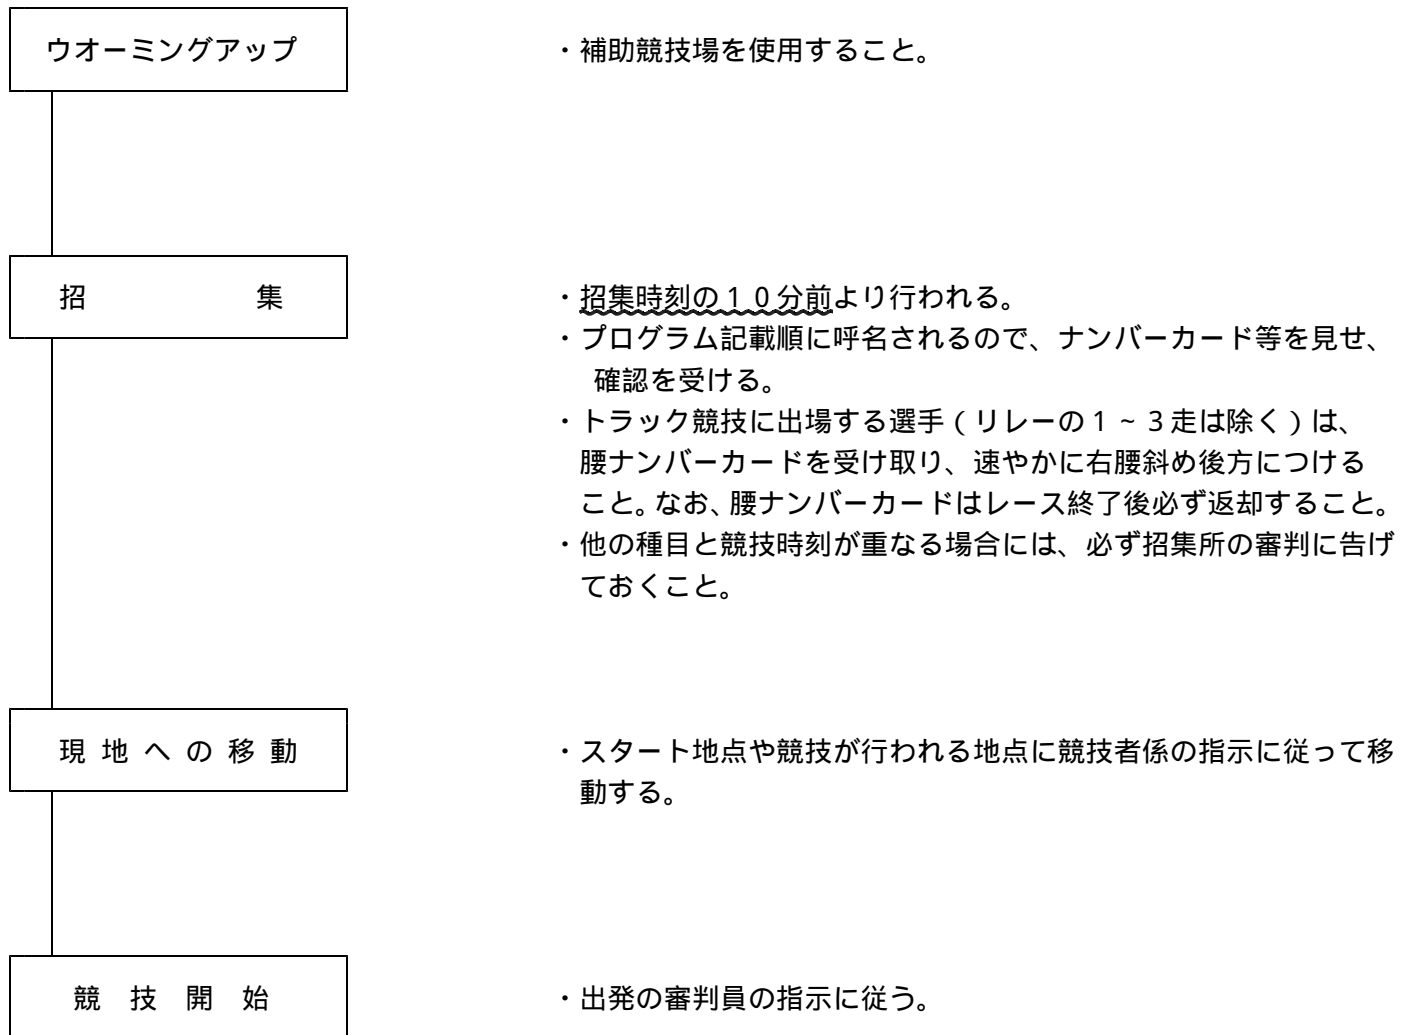 ウオーミングアップ
・補助競技場を使用すること。
招集
・招集時刻の１０分前より行われる。
・プログラム記載順に呼名されるので、ナンバーカード等を見せ、
確認を受ける。
・トラック競技に出場する選手（リレーの１～３走は除く）は、
腰ナンバーカードを受け取り、速やかに右腰斜め後方につける
こと。なお、腰ナンバーカードはレース終了後必ず返却すること。
・他の種目と競技時刻が重なる場合には、必ず招集所の審判に告げ
ておくこと。
現地への移動
・スタート地点や競技が行われる地点に競技者係の指示に従って移
動する。
競技開始
・出発の審判員の指示に従う。